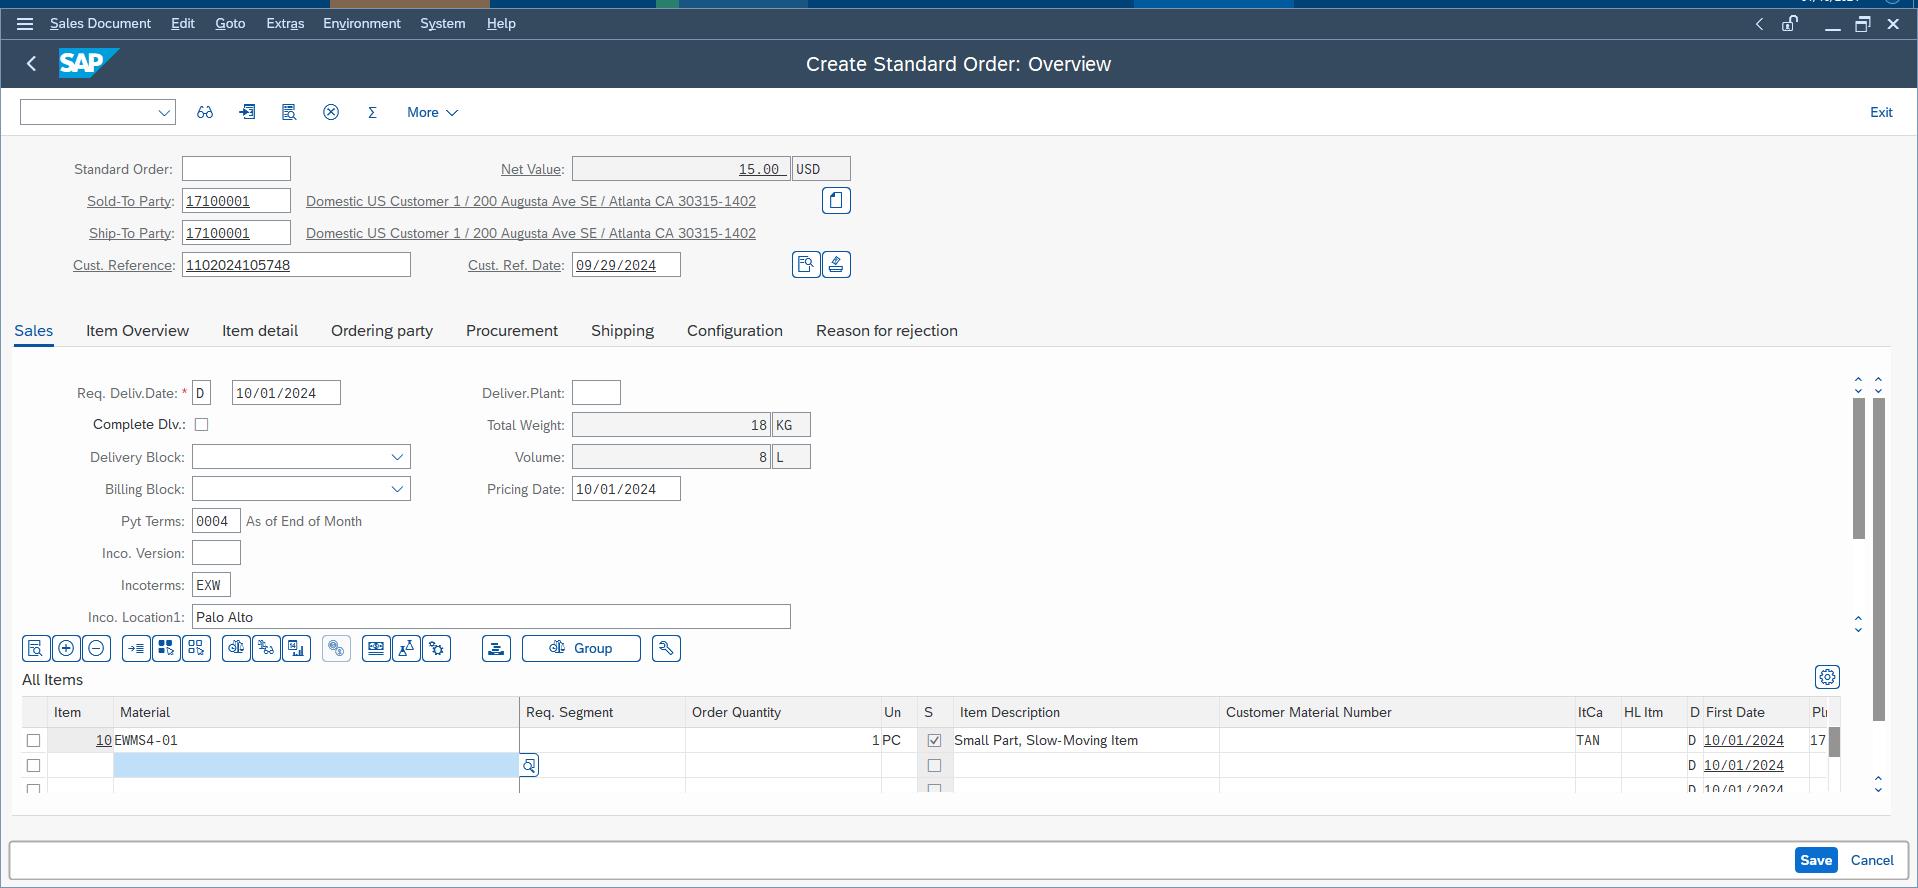 Sales Document Edit Goto Extras Environment System Help
SAP Create Standard Order: Overview
Σ More Exit
Standard Order: Net Value: 15.00 USD
Sold-To Party: 17100001 Domestic US Customer 1 / 200 Augusta Ave SE / Atlanta CA 30315-1402
Ship-To Party: 17100001 Domestic US Customer 1 / 200 Augusta Ave SE / Atlanta CA 30315-1402
Cust. Reference: 1102024105748 Cust. Ref. Date: 09/29/2024
Sales Item Overview Item detail Ordering party Procurement Shipping Configuration Reason for rejection
Req. Deliv.Date: * D 10/01/2024 Deliver.Plant:
Complete Dlv.: Total Weight: 18 KG
Delivery Block: Volume: 8 L
Billing Block: Pricing Date: 10/01/2024
Pyt Terms: 0004 As of End of Month
Inco. Version:
Incoterms: EXW
Inco. Location1: Palo Alto
Group
All Items
Item Material Req. Segment Order Quantity Un S Item Description Customer Material Number ItCa HL Itm D First Date
10 EWMS4-01 1 PC Small Part, Slow-Moving Item TAN D 10/01/2024 17
D 10/01/2024
D 10/01/2024
Save Cancel